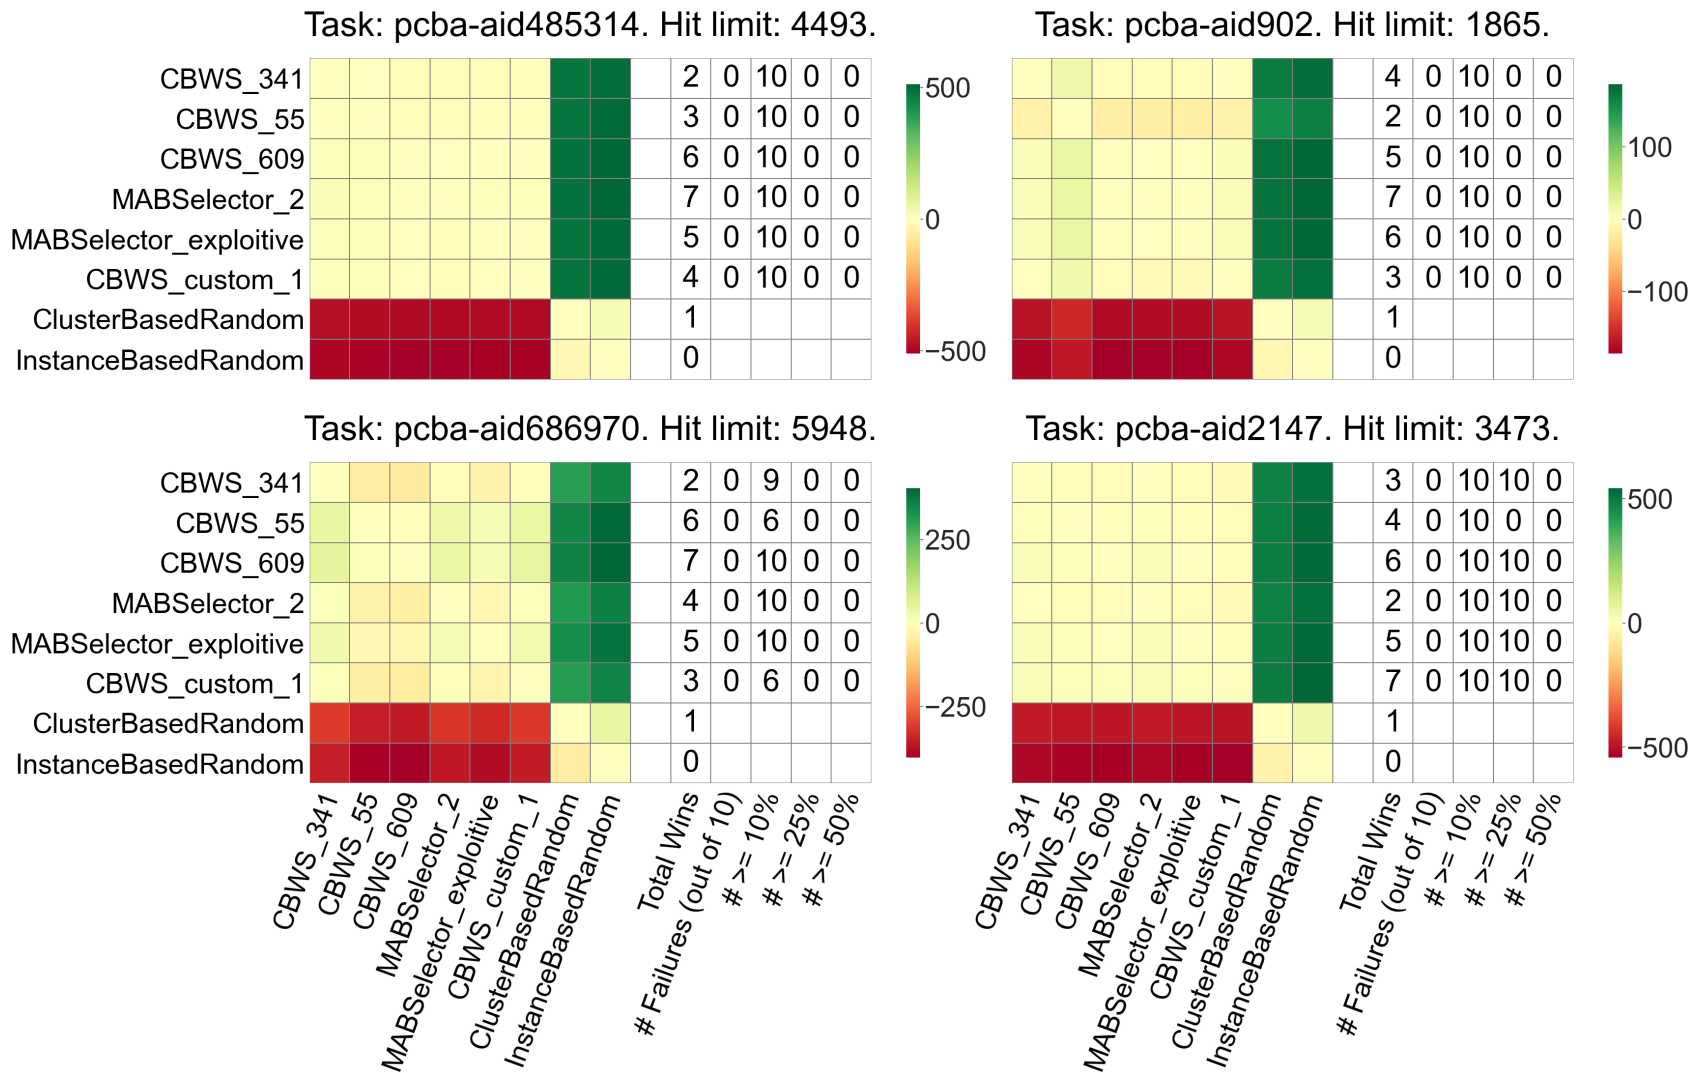 Task: pcba-aid485314. Hit limit: 4493.
CBWS_341 2 0 10 0 0
CBWS_55 3 0 10 0 0
CBWS_609 6 0 10 0 0
MABSelector_2 7 0 10 0 0
MABSelector_exploitive 5 0 10 0 0
CBWS_custom_1 4 0 10 0 0
ClusterBasedRandom 1
InstanceBasedRandom 0
500
0
−500
Task: pcba-aid902. Hit limit: 1865.
4 0 10 0 0
2 0 10 0 0
5 0 10 0 0
7 0 10 0 0
6 0 10 0 0
3 0 10 0 0
1
0
100
0
−100
Task: pcba-aid686970. Hit limit: 5948.
CBWS_341 2 0 9 0 0
CBWS_55 6 0 6 0 0
CBWS_609 7 0 10 0 0
MABSelector_2 4 0 10 0 0
MABSelector_exploitive 5 0 10 0 0
CBWS_custom_1 3 0 6 0 0
ClusterBasedRandom 1
InstanceBasedRandom 0
250
0
−250
CBWS_341
CBWS_55
CBWS_609
MABSelector_2
MABSelector_exploitive
CBWS_custom_1
ClusterBasedRandom
InstanceBasedRandom
Total Wins
# Failures (out of 10)
# >= 10%
# >= 25%
# >= 50%
Task: pcba-aid2147. Hit limit: 3473.
3 0 10 10 0
4 0 10 0 0
6 0 10 10 0
2 0 10 10 0
5 0 10 10 0
7 0 10 10 0
1
0
500
0
−500
CBWS_341
CBWS_55
CBWS_609
MABSelector_2
MABSelector_exploitive
CBWS_custom_1
ClusterBasedRandom
InstanceBasedRandom
Total Wins
# Failures (out of 10)
# >= 10%
# >= 25%
# >= 50%